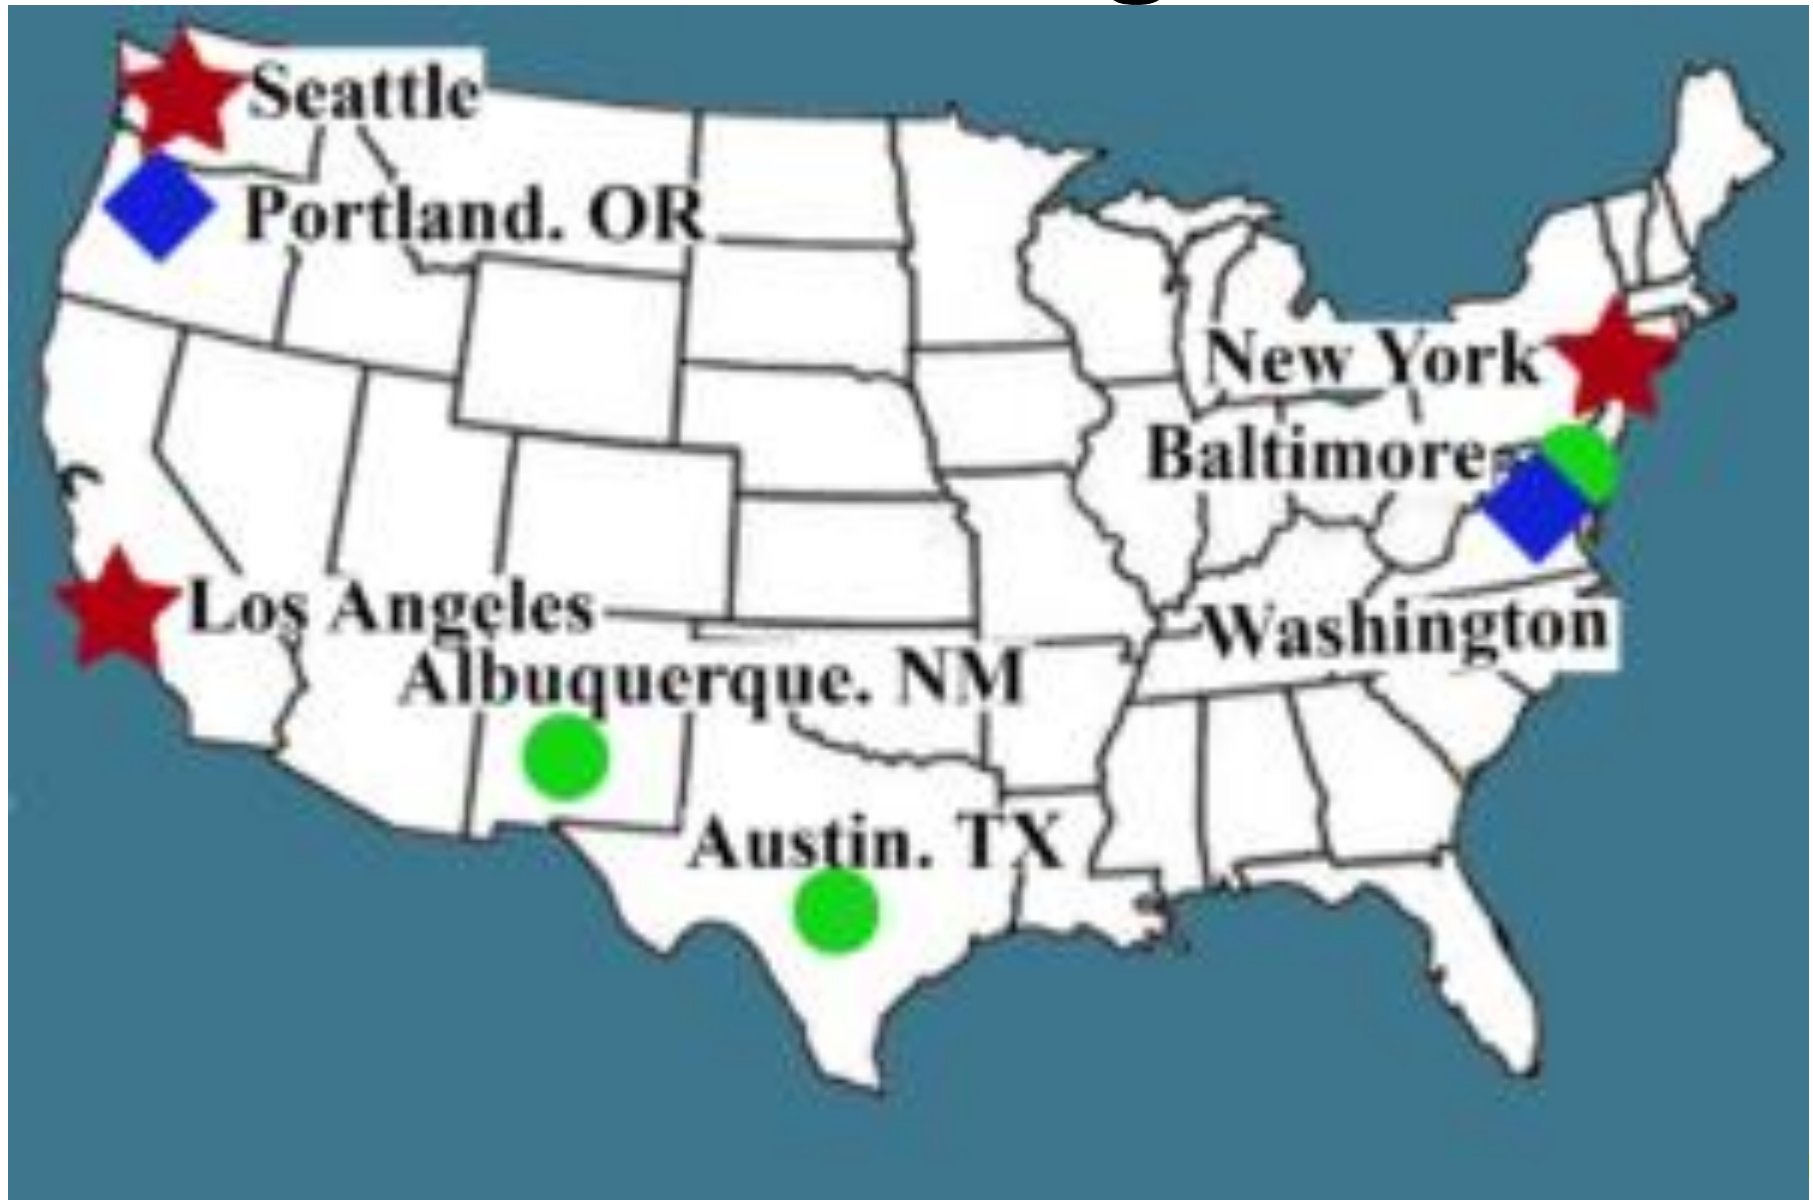 Seattle
Portland. OR
New York
Baltimore
Los Angeles
Washington
Albuquerque. NM
Austin. TX